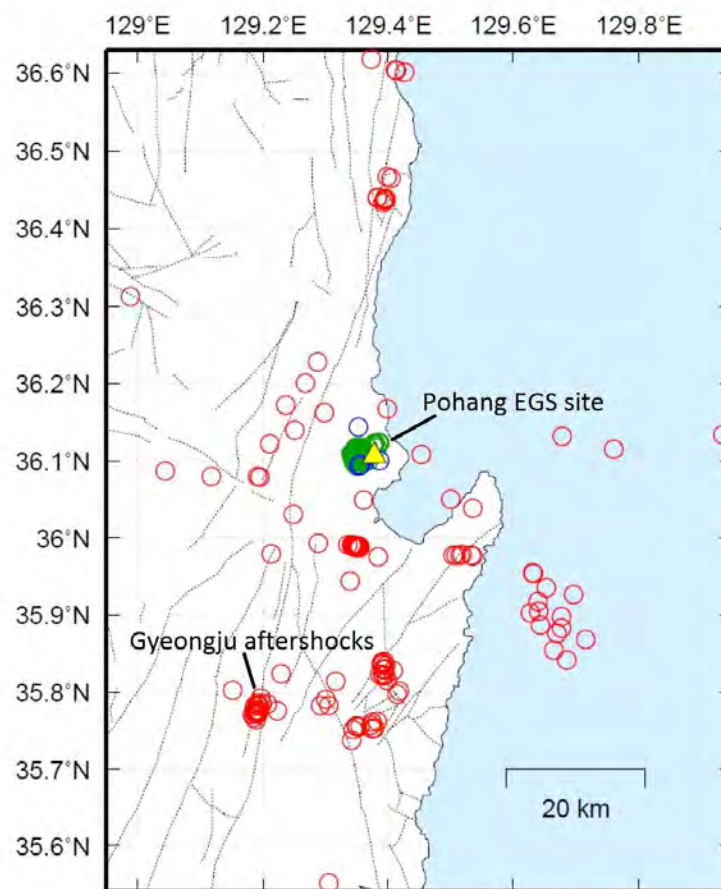 129˚E 129.2˚E 129.4˚E 129.6˚E 129.8˚E
36.6˚N
36.5˚N
36.4˚N
36.3˚N
36.2˚N
Pohang EGS site
36.1˚N
36˚N
35.9˚N
Gyeongju aftershocks
35.8˚N
35.7˚N
20 km
35.6˚N